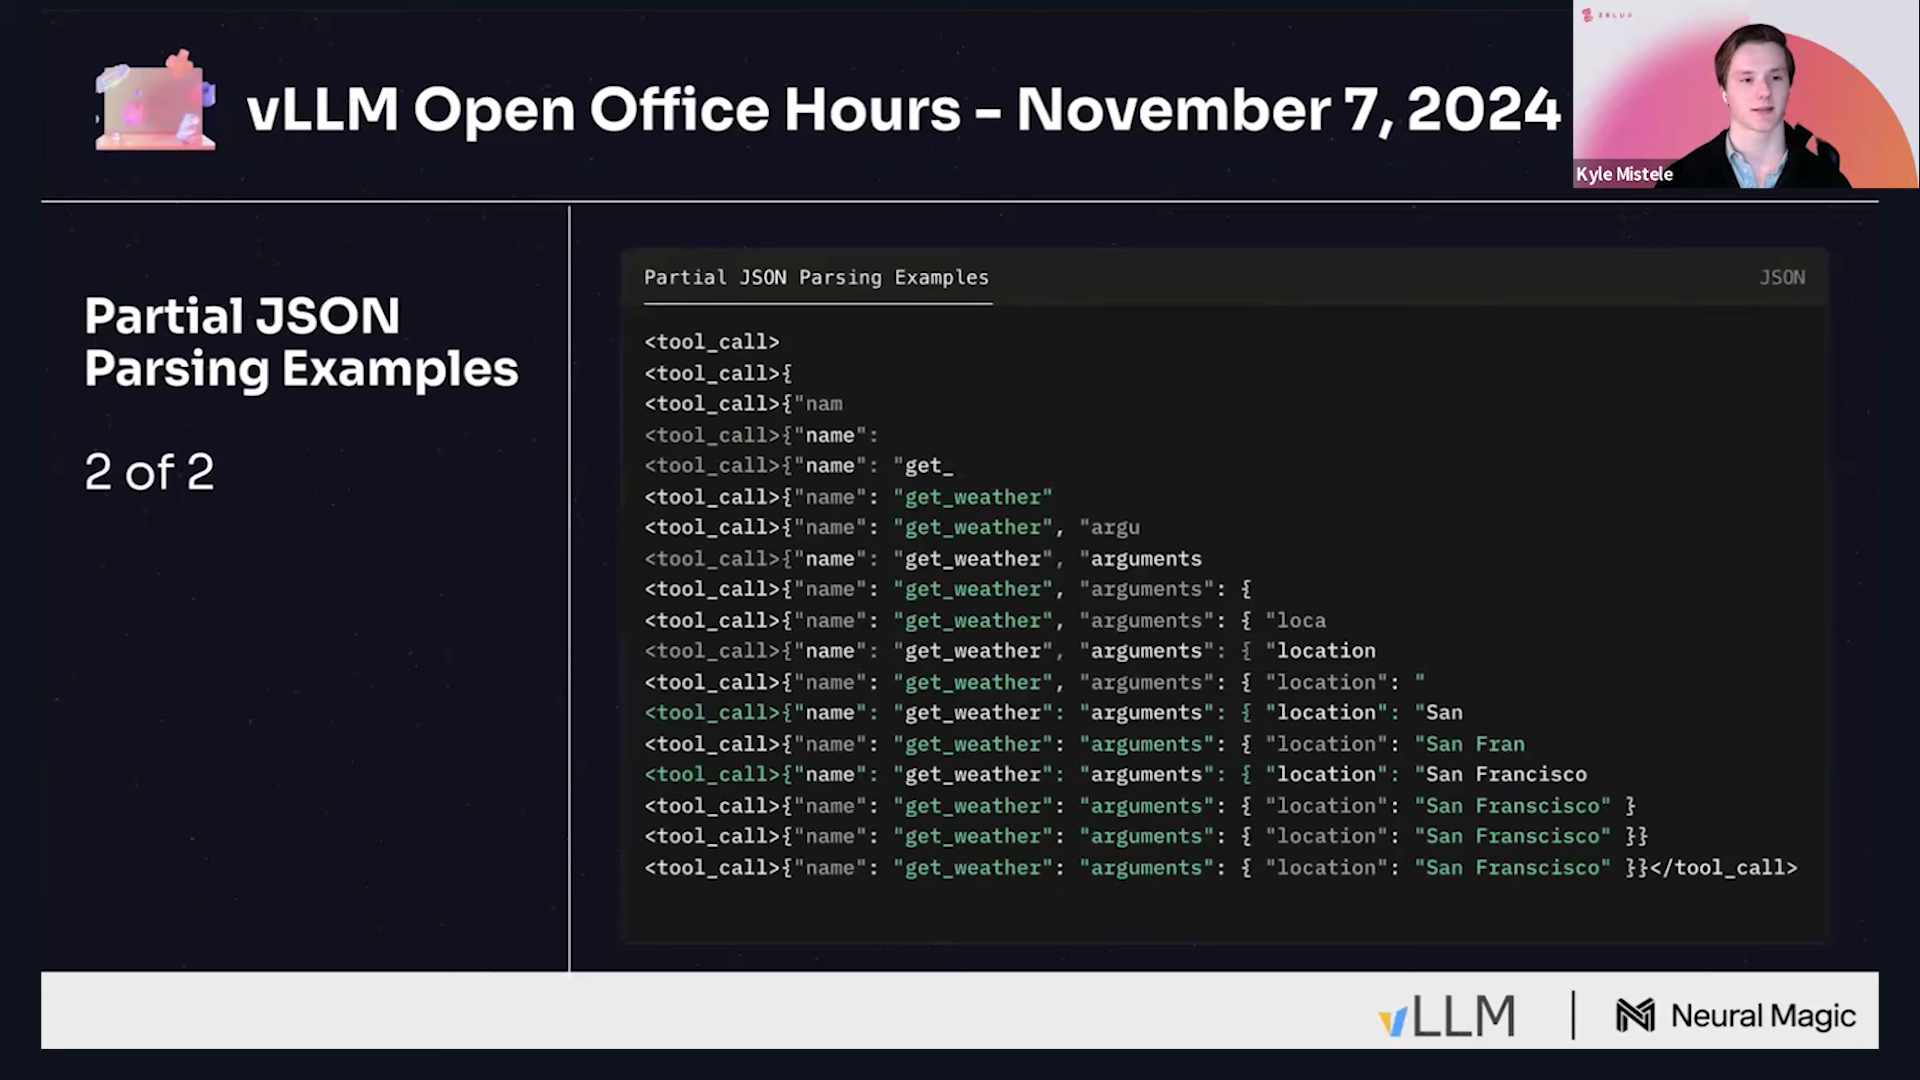 ZELUS
vLLM Open Office Hours – November 7, 2024
Kyle Mistele
Partial JSON
Parsing Examples
2 of 2
Partial JSON Parsing Examples
JSON
<tool_call>
<tool_call>{
<tool_call>{"nam
<tool_call>{"name":
<tool_call>{"name": "get_
<tool_call>{"name": "get_weather"
<tool_call>{"name": "get_weather", "argu
<tool_call>{"name": "get_weather", "arguments
<tool_call>{"name": "get_weather", "arguments": {
<tool_call>{"name": "get_weather", "arguments": { "loca
<tool_call>{"name": "get_weather", "arguments": { "location
<tool_call>{"name": "get_weather", "arguments": { "location": "
<tool_call>{"name": "get_weather": "arguments": { "location": "San
<tool_call>{"name": "get_weather": "arguments": { "location": "San Fran
<tool_call>{"name": "get_weather": "arguments": { "location": "San Francisco
<tool_call>{"name": "get_weather": "arguments": { "location": "San Franscisco" }
<tool_call>{"name": "get_weather": "arguments": { "location": "San Franscisco" }}
<tool_call>{"name": "get_weather": "arguments": { "location": "San Franscisco" }}</tool_call>
vLLM
Neural Magic